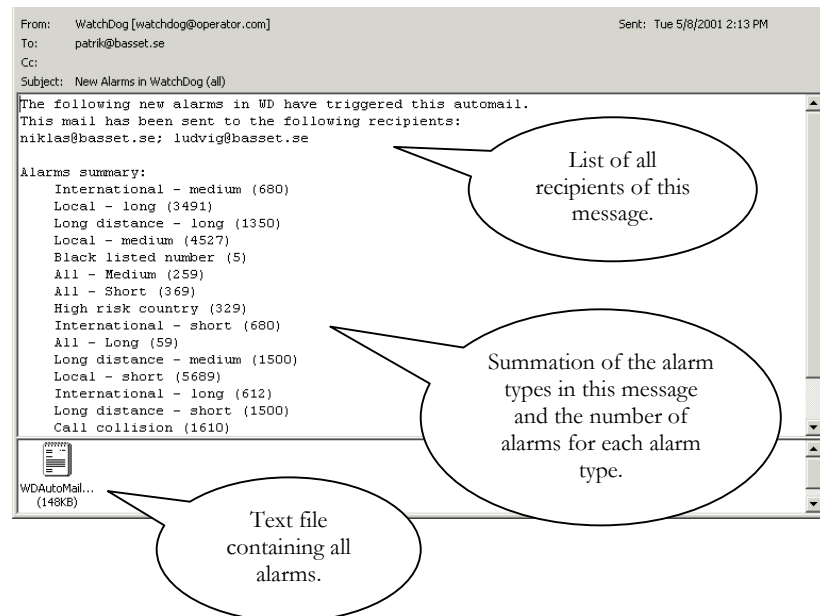 From: WatchDog [watchdog@operator.com] Sent: Tue 5/8/2001 2:13 PM
To: patrik@basset.se
Cc:
Subject: New Alarms in WatchDog (all)
The following new alarms in WD have triggered this automail.
This mail has been sent to the following recipients:
niklas@basset.se; ludvig@basset.se
List of all
recipients of this
message.
Alarms summary:
International - medium (680)
Local - long (3491)
Long distance - long (1350)
Local - medium (4527)
Black listed number (5)
All - Medium (259)
All - Short (369)
High risk country (329)
International - short (680)
All - Long (59)
Long distance - medium (1500)
Local - short (5689)
International - long (612)
Long distance - short (1500)
Call collision (1610)
Summation of the alarm
types in this message
and the number of
alarms for each alarm
type.
WDAutoMail...
(148KB)
Text file
containing all
alarms.